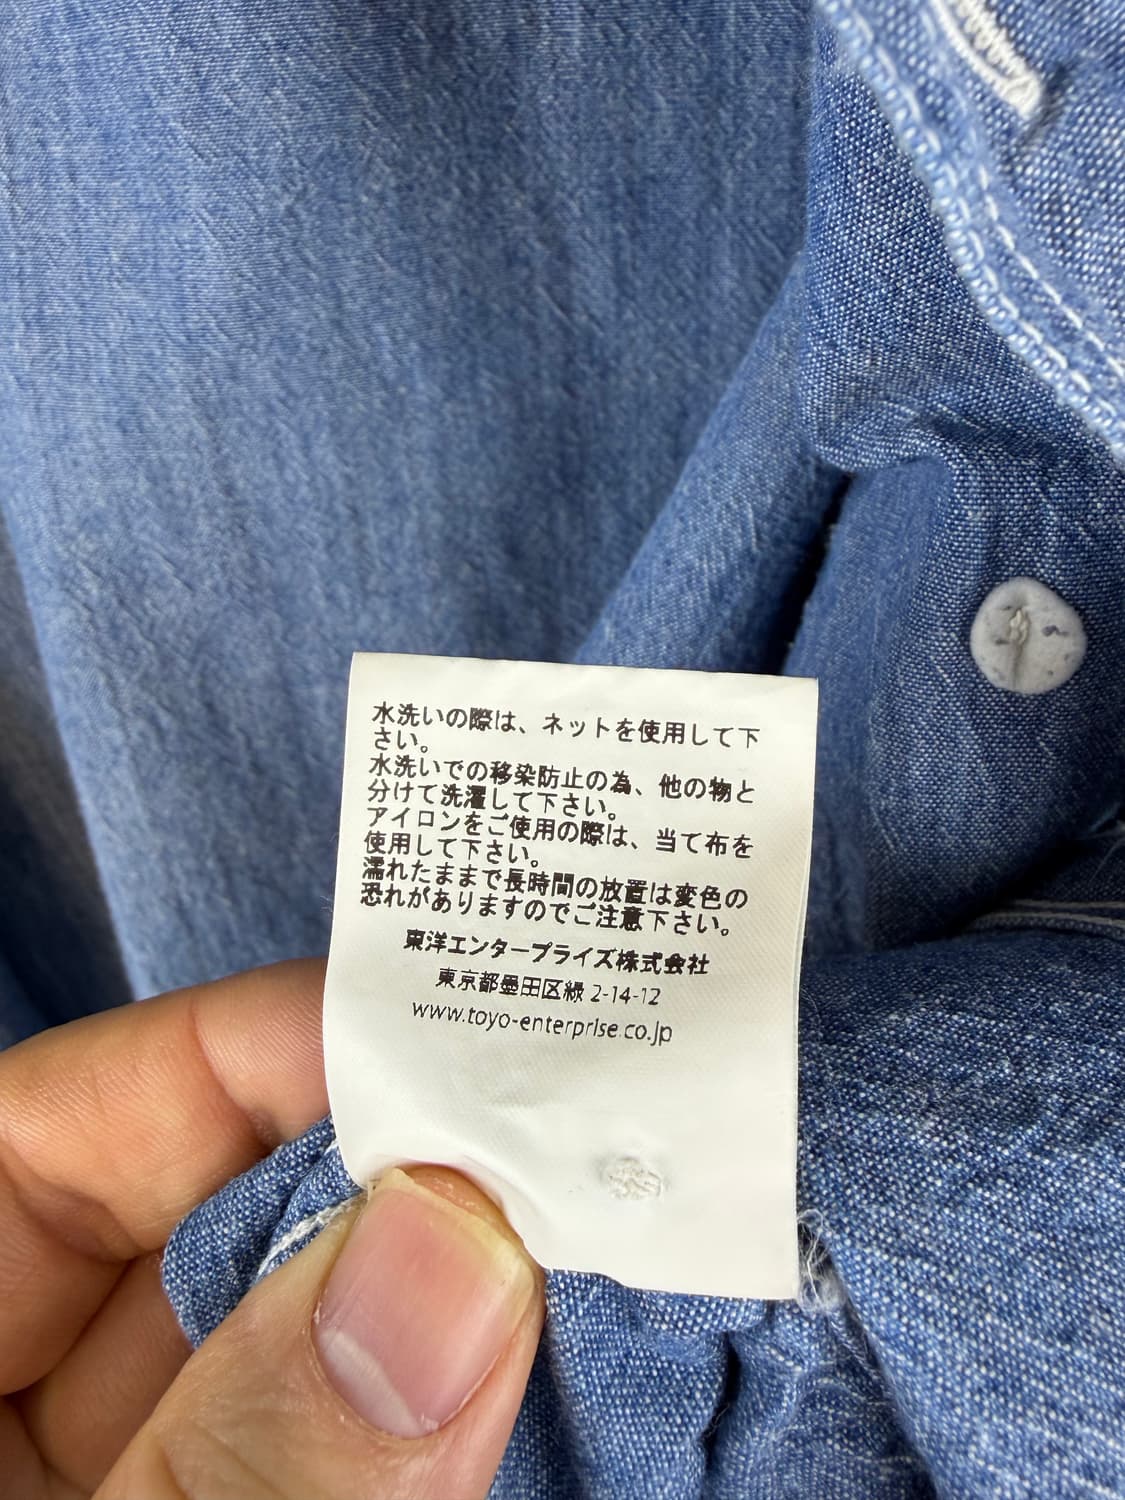 水洗いの際は、ネットを使用して下
さい。
水洗いでの移染防止の為、他の物と
分けて洗濯して下さい。
アイロンをご使用の際は、当て布を
使用して下さい。
濡れたままで長時間の放置は変色の
恐れがありますのでご注意下さい。
東洋エンタープライズ株式会社
東京都墨田区緑 2-14-12
www.toyo-enterprise.co.jp